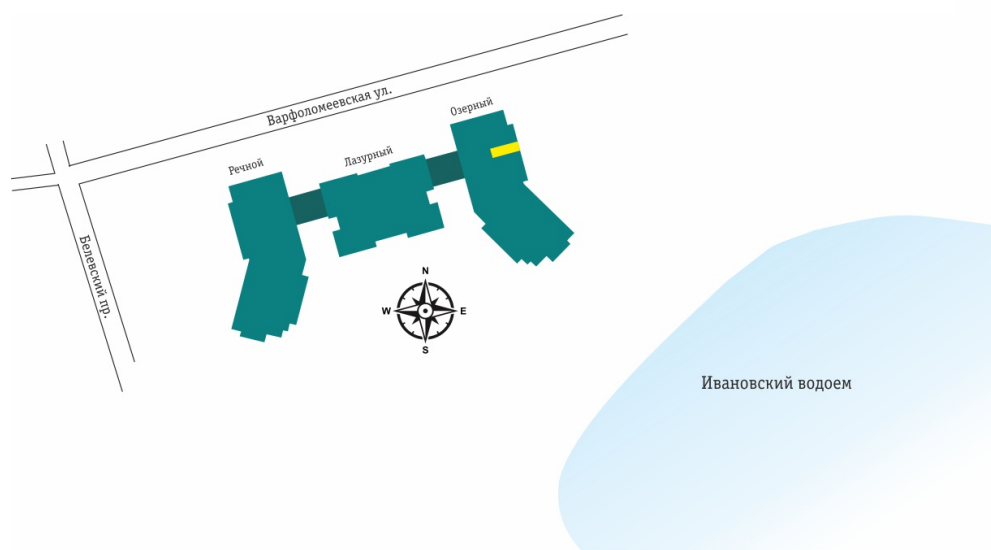 Варфоломеевская ул.
Озерный
Лазурный
Речной
Белевский пр.
N
W
E
S
Ивановский водоем